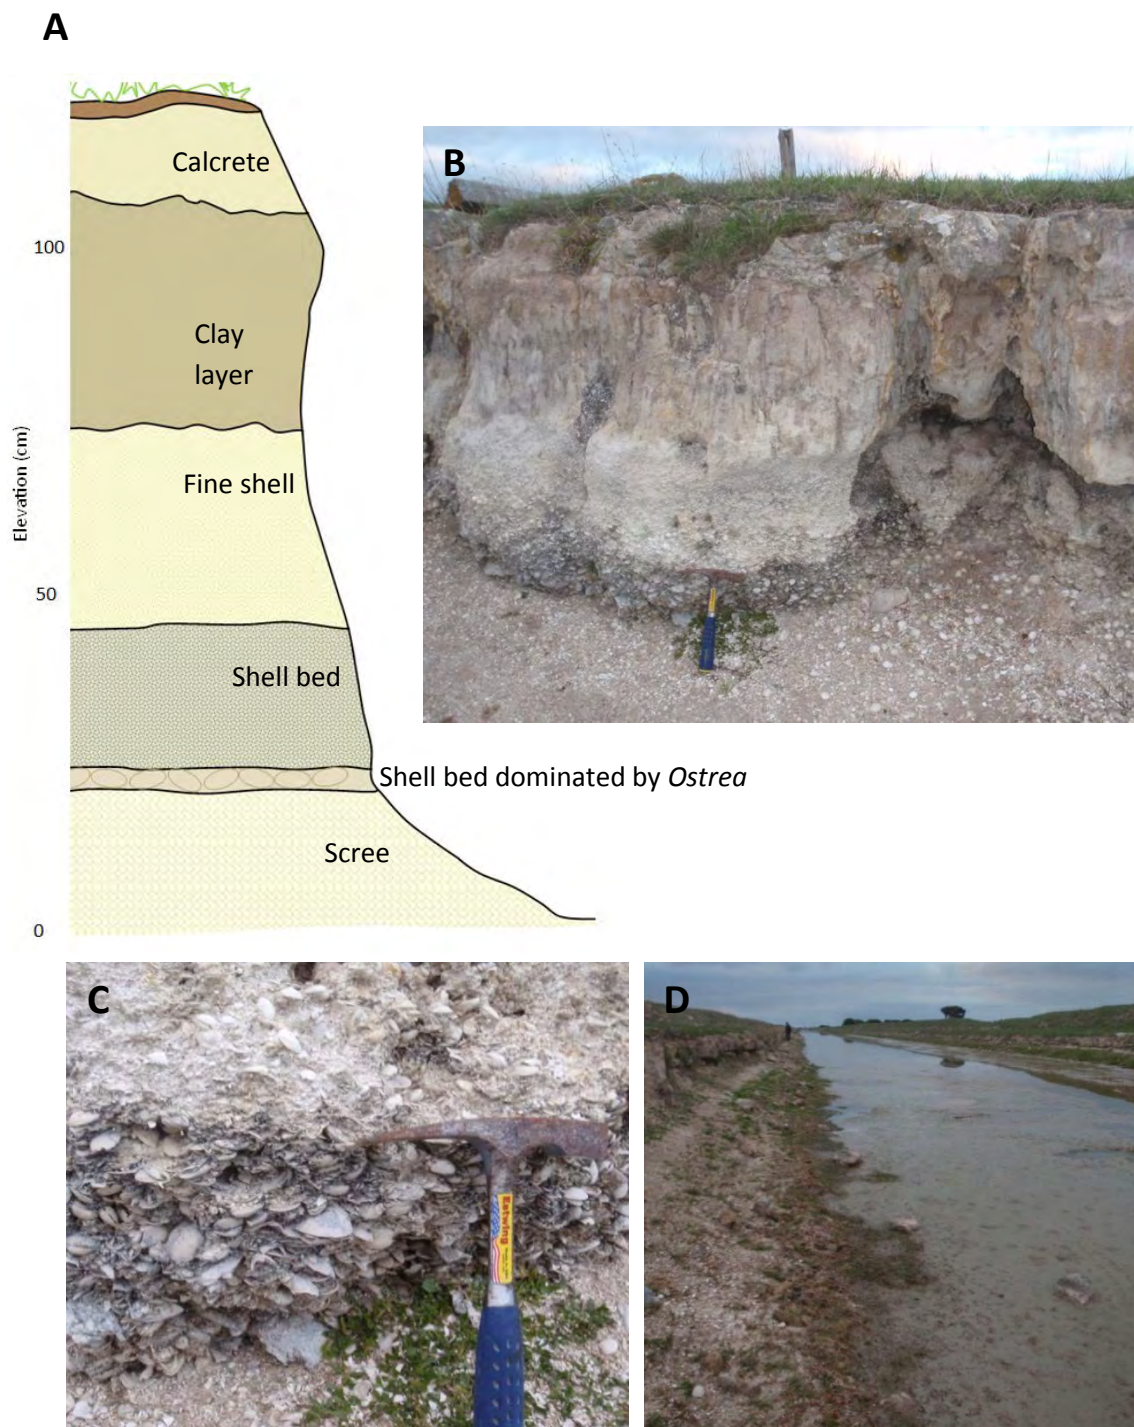 A
Calcrete
B
100
Clay
layer
Elevation (cm)
Fine shell
50
Shell bed
Shell bed dominated by Ostrea
Scree
0
C
D
Estwing